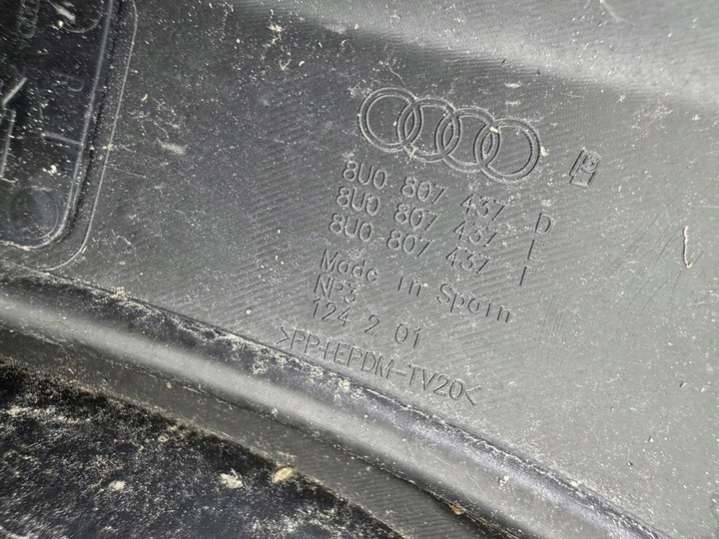 8U0 807 437 D
8U0 807 437 I
8U0-807 437 I
Made in Spain
NP3
124 2 01
>PP+EPDM-TV20<